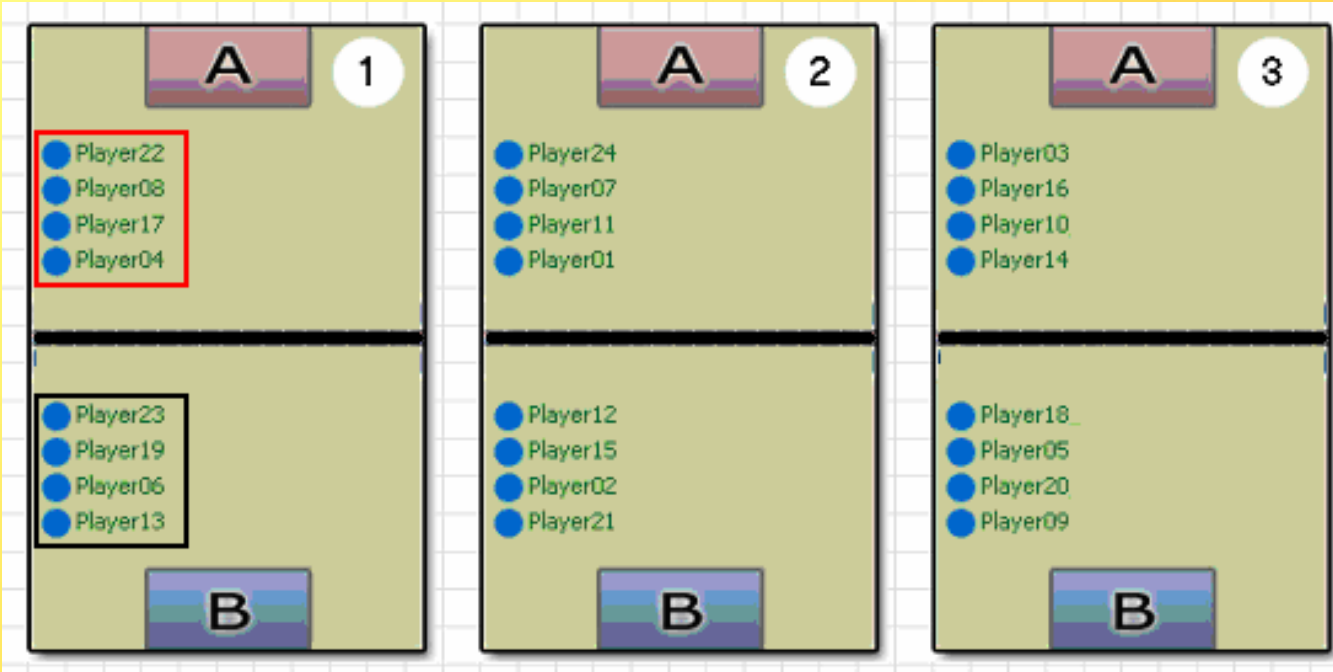 A 1
Player22
Player08
Player17
Player04
Player23
Player19
Player06
Player13
B
A 2
Player24
Player07
Player11
Player01
Player12
Player15
Player02
Player21
B
A 3
Player03
Player16
Player10
Player14
Player18
Player05
Player20
Player09
B